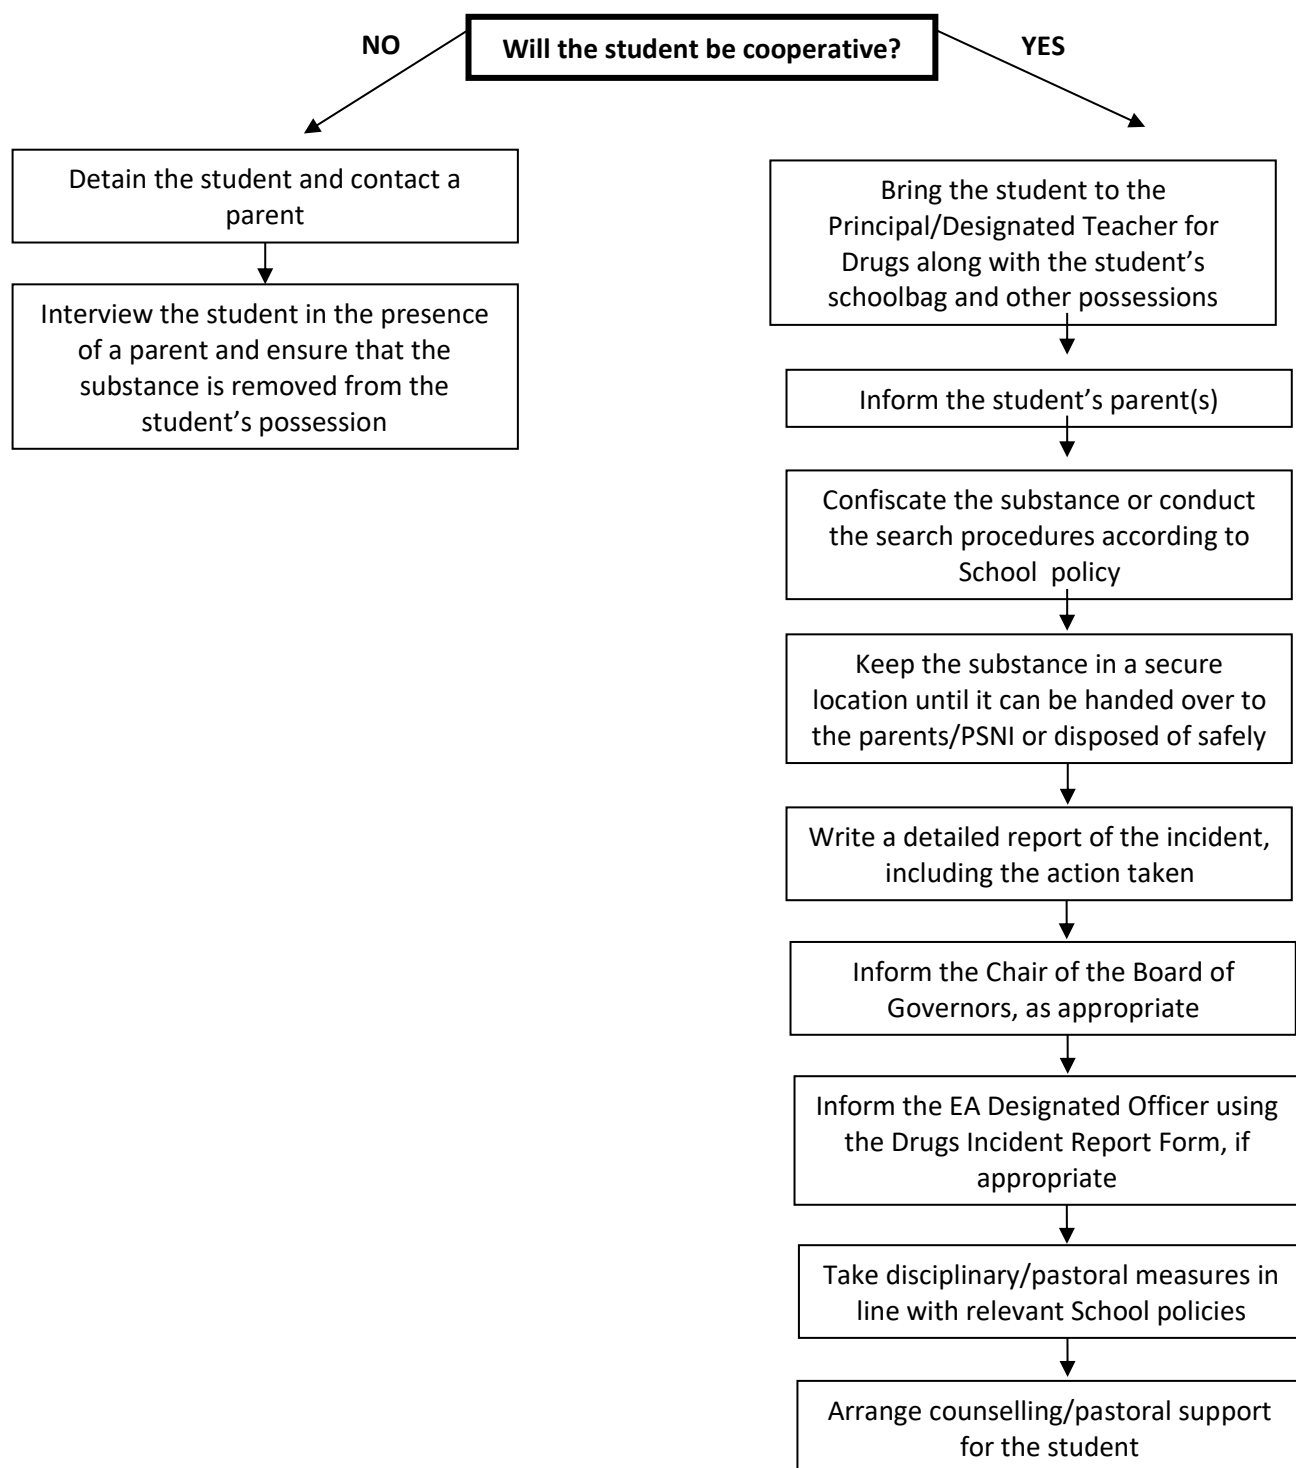 NO
Will the student be cooperative?
YES
Detain the student and contact a
parent
Interview the student in the presence
of a parent and ensure that the
substance is removed from the
student’s possession
Bring the student to the
Principal/Designated Teacher for
Drugs along with the student’s
schoolbag and other possessions
Inform the student’s parent(s)
Confiscate the substance or conduct
the search procedures according to
School  policy
Keep the substance in a secure
location until it can be handed over to
the parents/PSNI or disposed of safely
Write a detailed report of the incident,
including the action taken
Inform the Chair of the Board of
Governors, as appropriate
Inform the EA Designated Officer using
the Drugs Incident Report Form, if
appropriate
Take disciplinary/pastoral measures in
line with relevant School policies
Arrange counselling/pastoral support
for the student